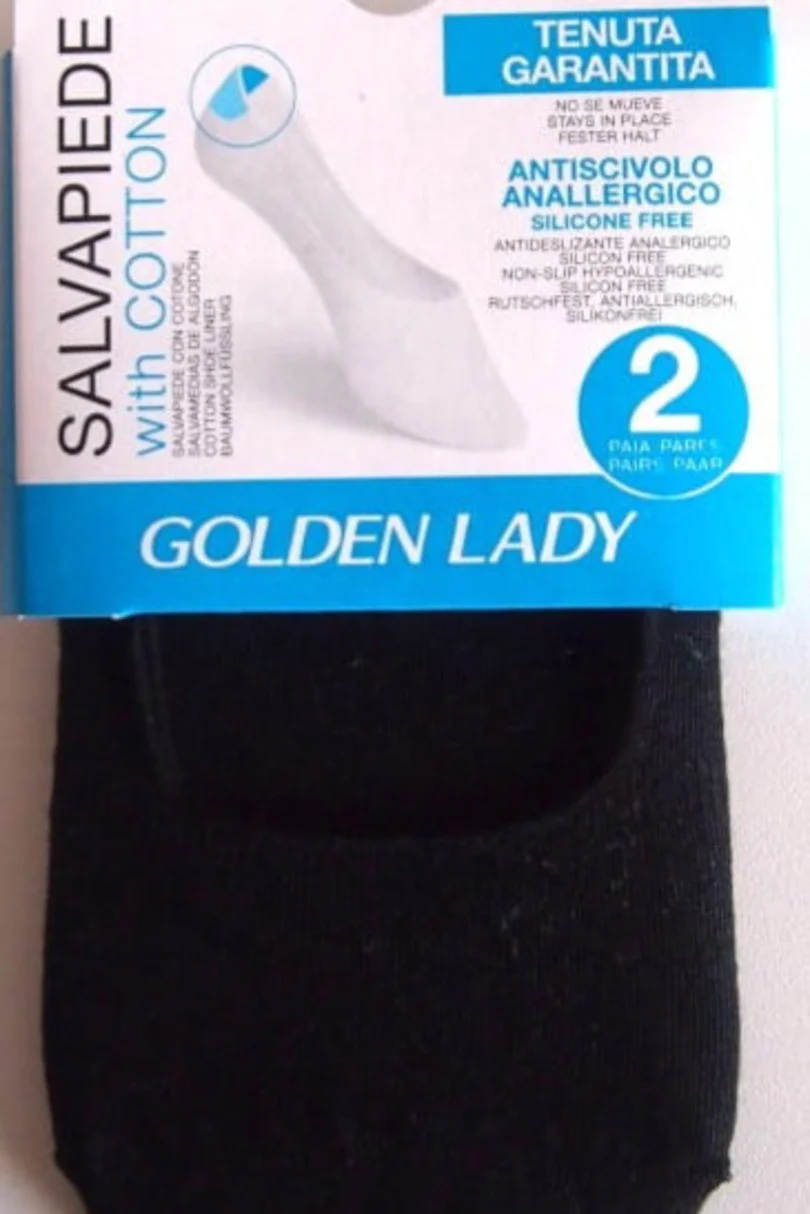 SALVAPIEDE
with COTTON
SALVAPIEDE CON COTONE
SALVAMEDIAS DE ALGODÓN
COTTON SHOE LINER
BAUMWOLLFÜSSLING
TENUTA
GARANTITA
NO SE MUEVE
STAYS IN PLACE
FESTER HALT
ANTISCIVOLO
ANALLERGICO
SILICONE FREE
ANTIDESLIZANTE ANALERGICO
SILICON FREE
NON-SLIP HYPOALLERGENIC
SILICON FREE
RUTSCHFEST, ANTIALLERGISCH,
SILIKONFREI
2
PAIA PARES
PAIRS PAAR
GOLDEN LADY